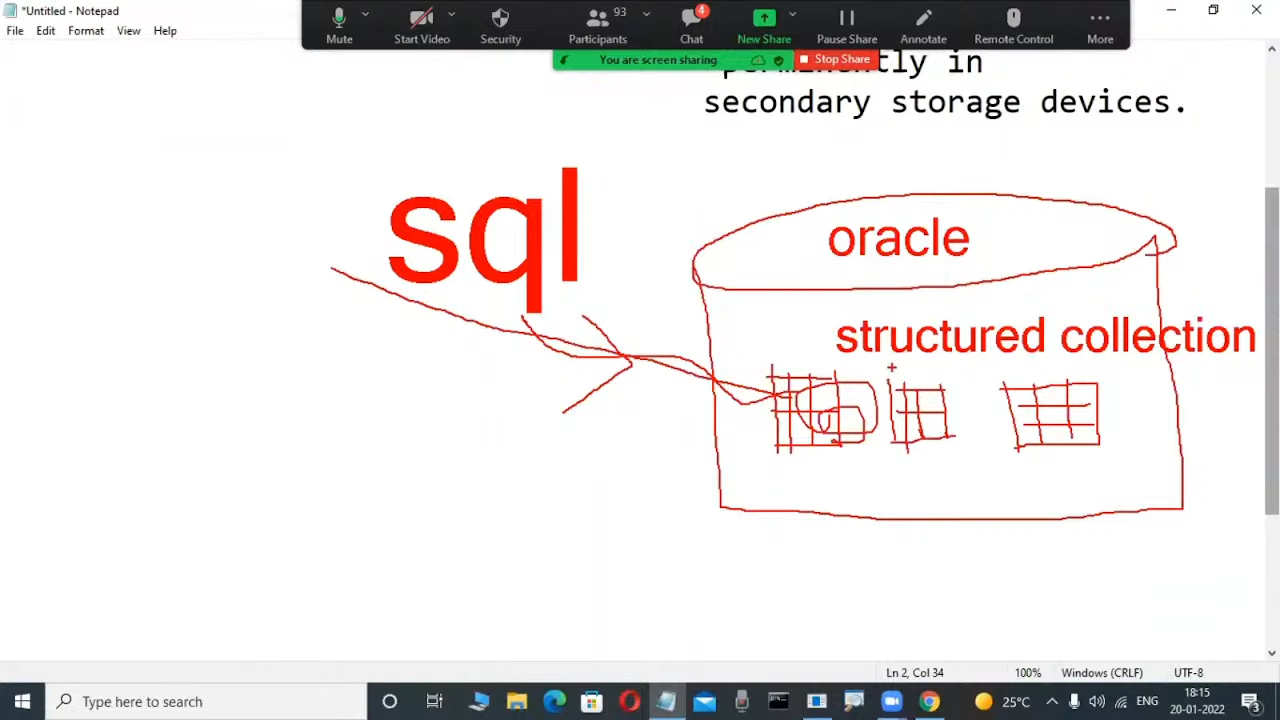 *Untitled - Notepad
File Edit Format View Help
Mute
Start Video
Security
93
Participants
4
Chat
New Share
Pause Share
Annotate
Remote Control
More
You are screen sharing
Stop Share
perminently in
secondary storage devices.
sql
oracle
structured collection
Ln 2, Col 34
100%
Windows (CRLF)
UTF-8
Type here to search
25°C
ENG
18:15
20-01-2022
3